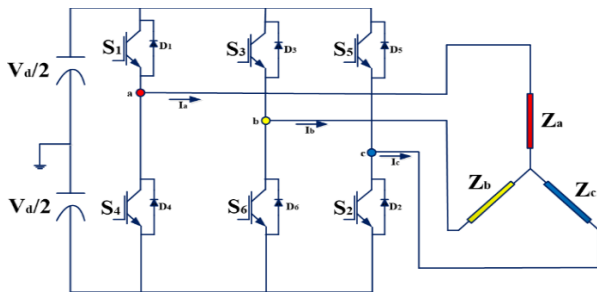 S1 D1 S3 D3 S5 D5
Vd/2
a Ia
b Ib
c Ic
Za
Zb Zc
Vd/2 S4 D4 S6 D6 S2 D2